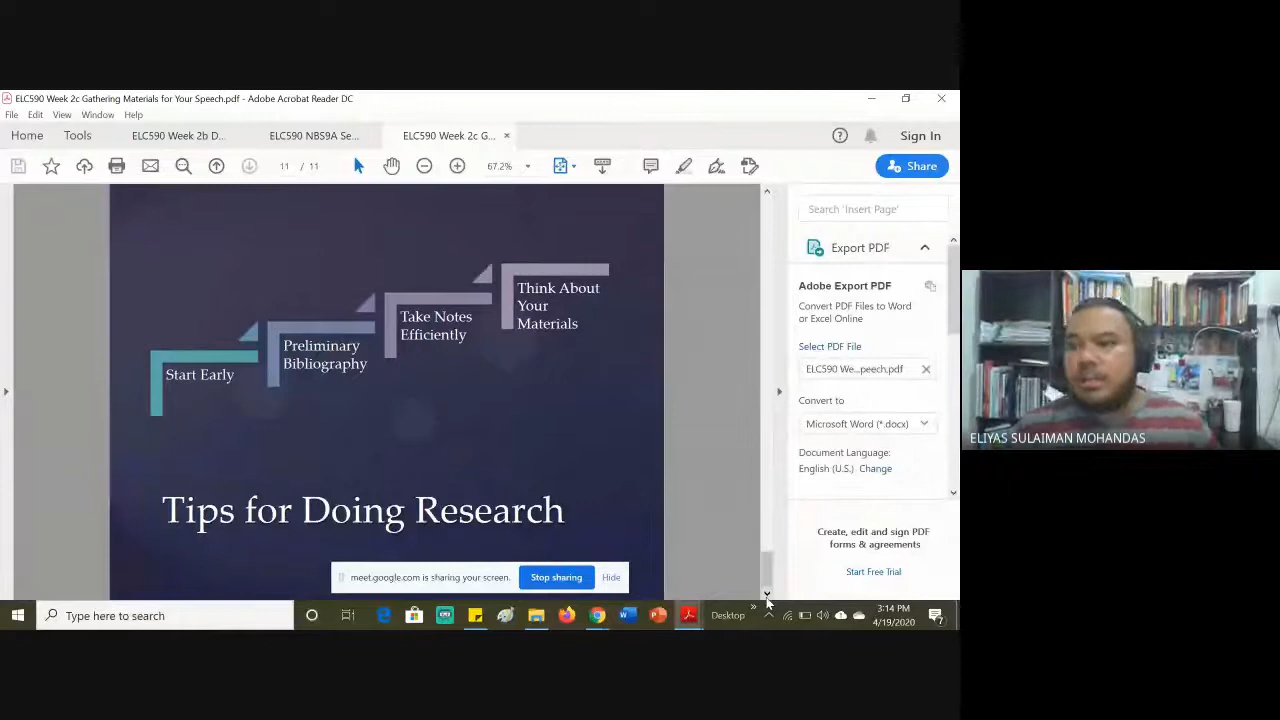 ELC590 Week 2c Gathering Materials for Your Speech.pdf - Adobe Acrobat Reader DC
File Edit View Window Help
Home Tools ELC590 Week 2b D... ELC590 NBS9A Se... ELC590 Week 2c G... × Sign In
11 / 11 67.2% Share
Search 'Insert Page'
Export PDF
Adobe Export PDF
Convert PDF Files to Word
or Excel Online
Select PDF File
ELC590 We...peech.pdf
Convert to
Microsoft Word (*.docx)
Document Language:
English (U.S.) Change
Create, edit and sign PDF
forms & agreements
Start Free Trial
Start Early
Preliminary
Bibliography
Take Notes
Efficiently
Think About
Your
Materials
Tips for Doing Research
meet.google.com is sharing your screen. Stop sharing Hide
Type here to search
Desktop
3:14 PM
4/19/2020
7
ELIYAS SULAIMAN MOHANDAS